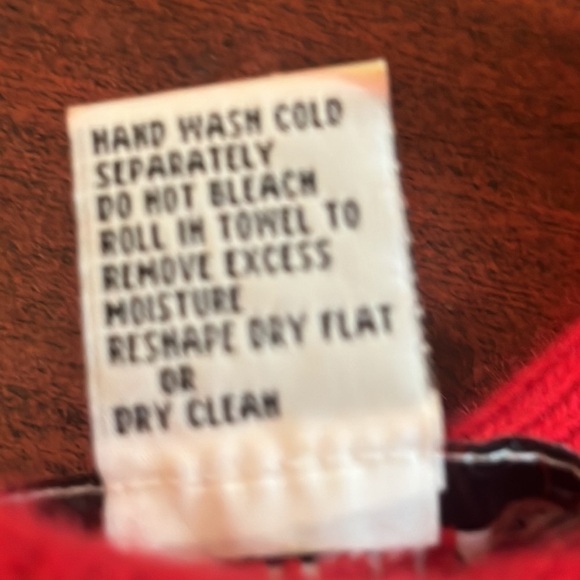 HAND WASH COLD
SEPARATELY
DO NOT BLEACH
ROLL IN TOWEL TO
REMOVE EXCESS
MOISTURE
RESHAPE DRY FLAT
OR
DRY CLEAN